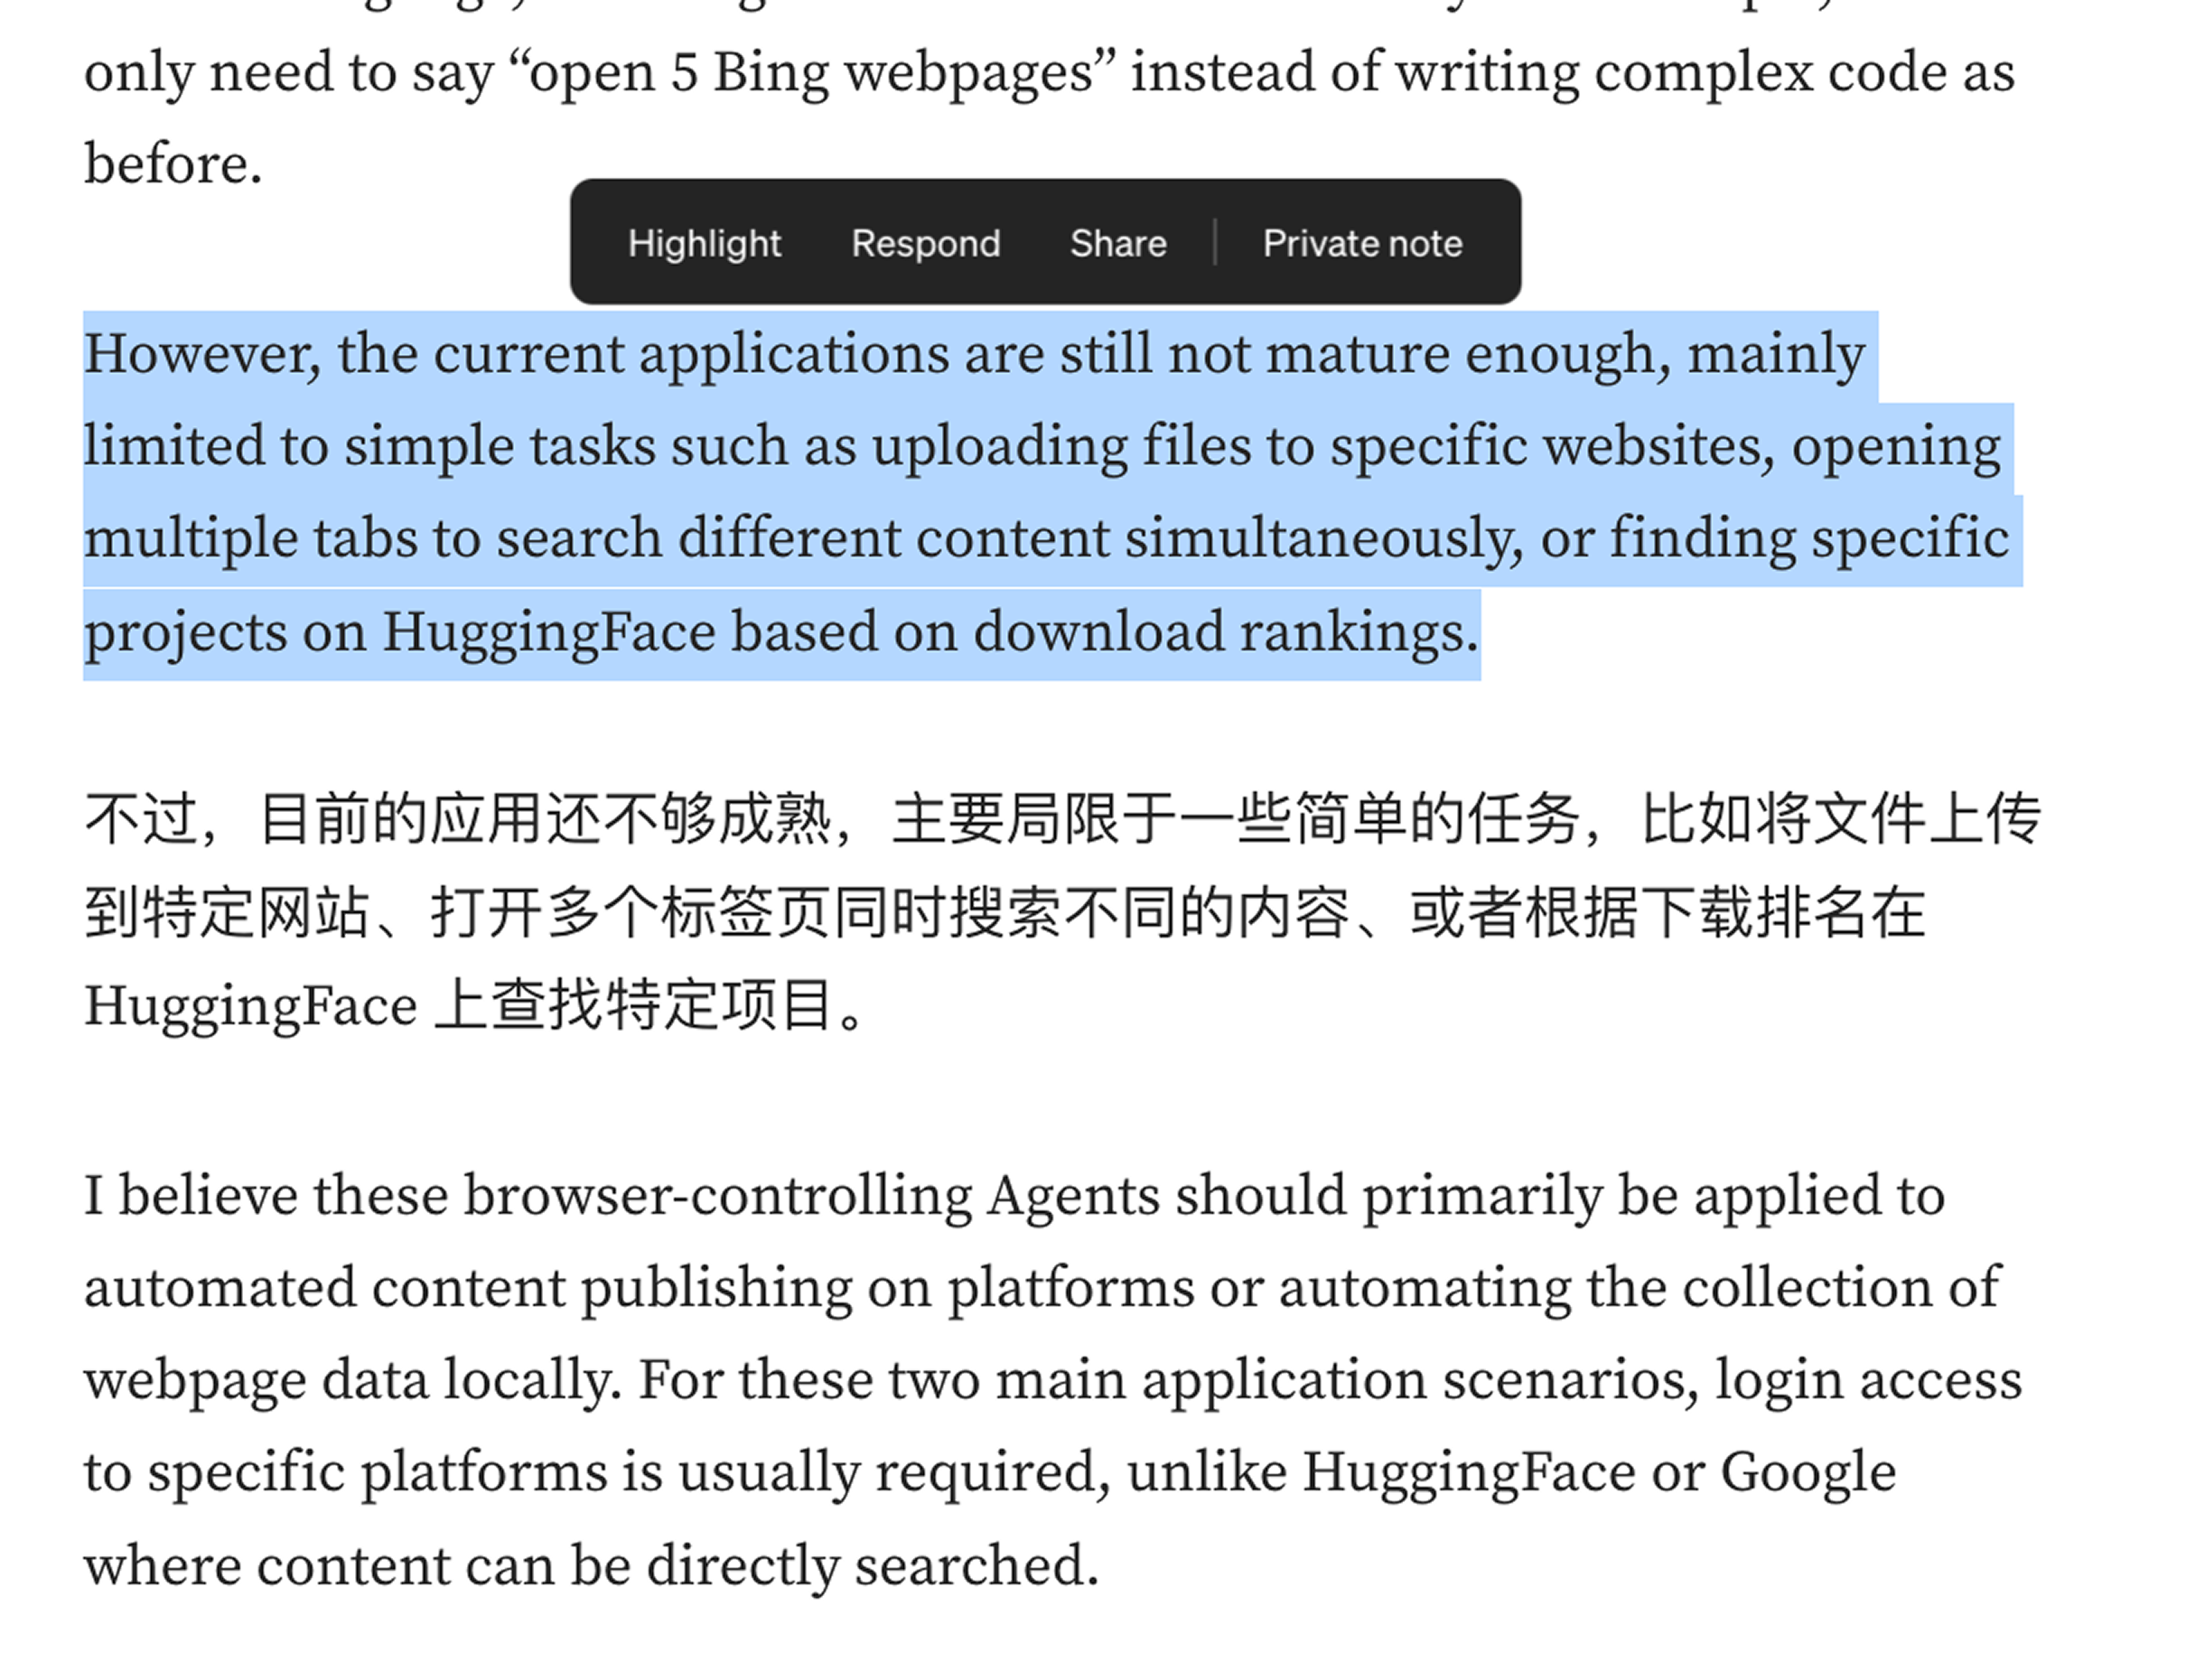 only need to say “open 5 Bing webpages” instead of writing complex code as
before.
Highlight Respond Share Private note
However, the current applications are still not mature enough, mainly
limited to simple tasks such as uploading files to specific websites, opening
multiple tabs to search different content simultaneously, or finding specific
projects on HuggingFace based on download rankings.
不过，目前的应用还不够成熟，主要局限于一些简单的任务，比如将文件上传
到特定网站、打开多个标签页同时搜索不同的内容、或者根据下载排名在
HuggingFace 上查找特定项目。
I believe these browser-controlling Agents should primarily be applied to
automated content publishing on platforms or automating the collection of
webpage data locally. For these two main application scenarios, login access
to specific platforms is usually required, unlike HuggingFace or Google
where content can be directly searched.